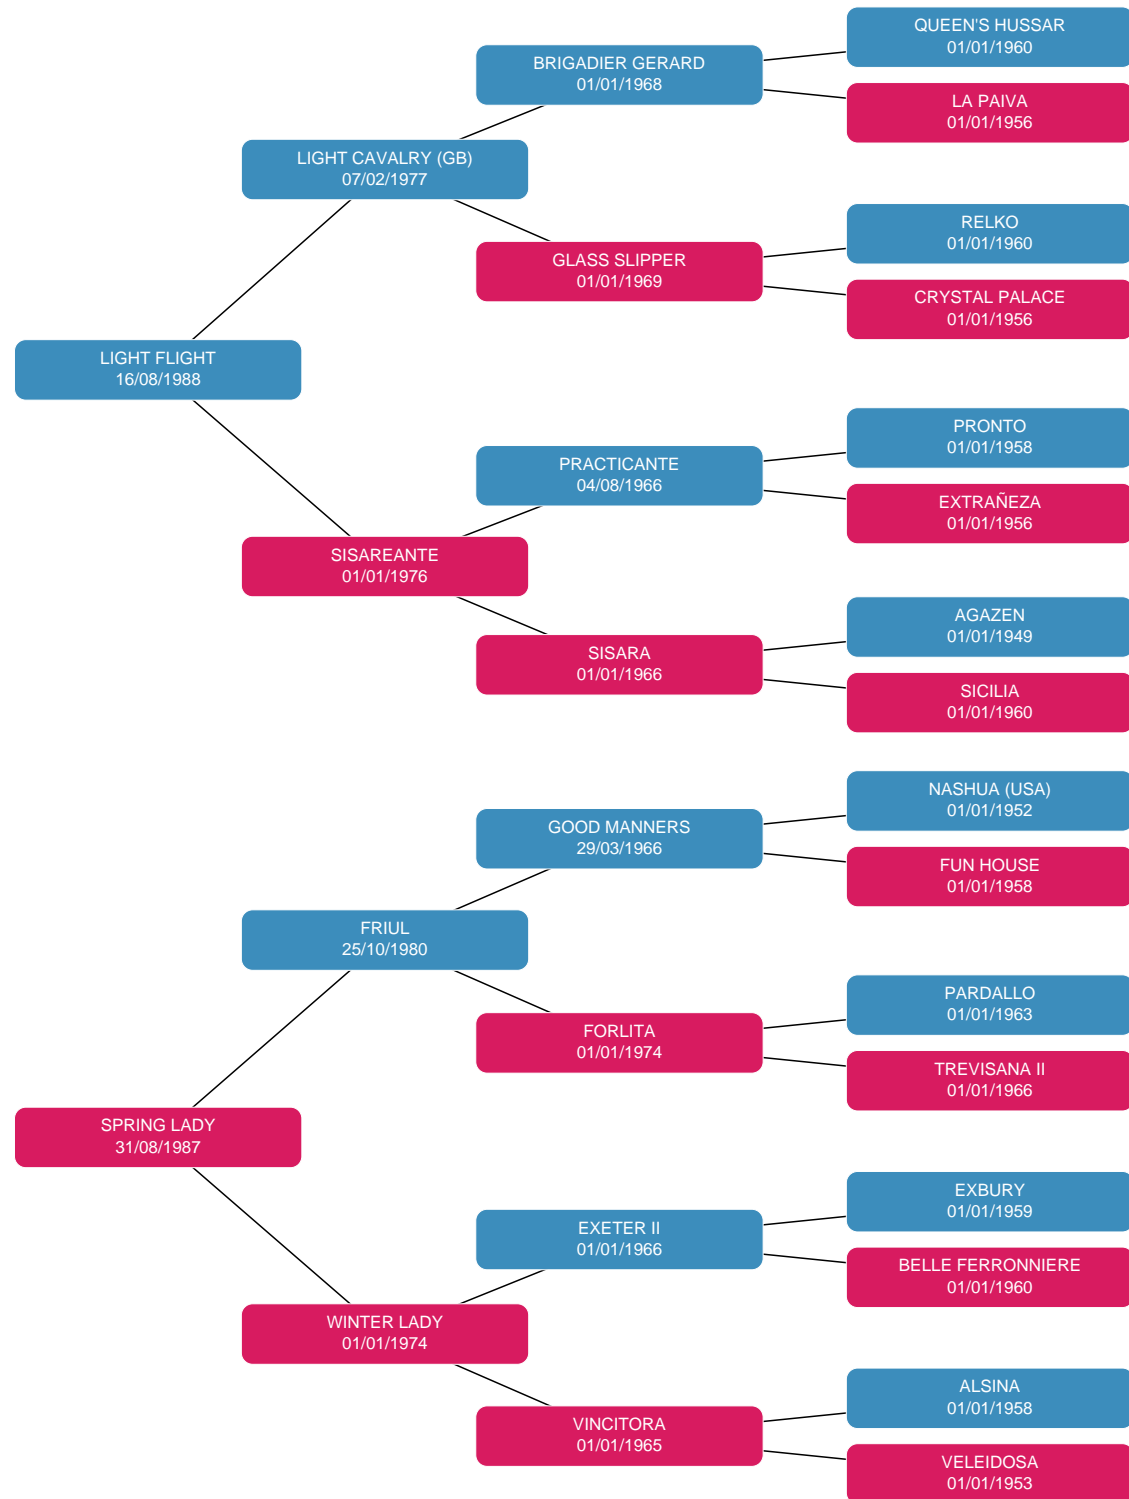 QUEEN'S HUSSAR
01/01/1960
BRIGADIER GERARD
01/01/1968
LA PAIVA
01/01/1956
LIGHT CAVALRY (GB)
07/02/1977
RELKO
01/01/1960
GLASS SLIPPER
01/01/1969
CRYSTAL PALACE
01/01/1956
LIGHT FLIGHT
16/08/1988
PRONTO
01/01/1958
PRACTICANTE
04/08/1966
EXTRAÑEZA
01/01/1956
SISAREANTE
01/01/1976
AGAZEN
01/01/1949
SISARA
01/01/1966
SICILIA
01/01/1960
NASHUA (USA)
01/01/1952
GOOD MANNERS
29/03/1966
FUN HOUSE
01/01/1958
FRIUL
25/10/1980
PARDALLO
01/01/1963
FORLITA
01/01/1974
TREVISANA II
01/01/1966
SPRING LADY
31/08/1987
EXBURY
01/01/1959
EXETER II
01/01/1966
BELLE FERRONNIERE
01/01/1960
WINTER LADY
01/01/1974
ALSINA
01/01/1958
VINCITORA
01/01/1965
VELEIDOSA
01/01/1953